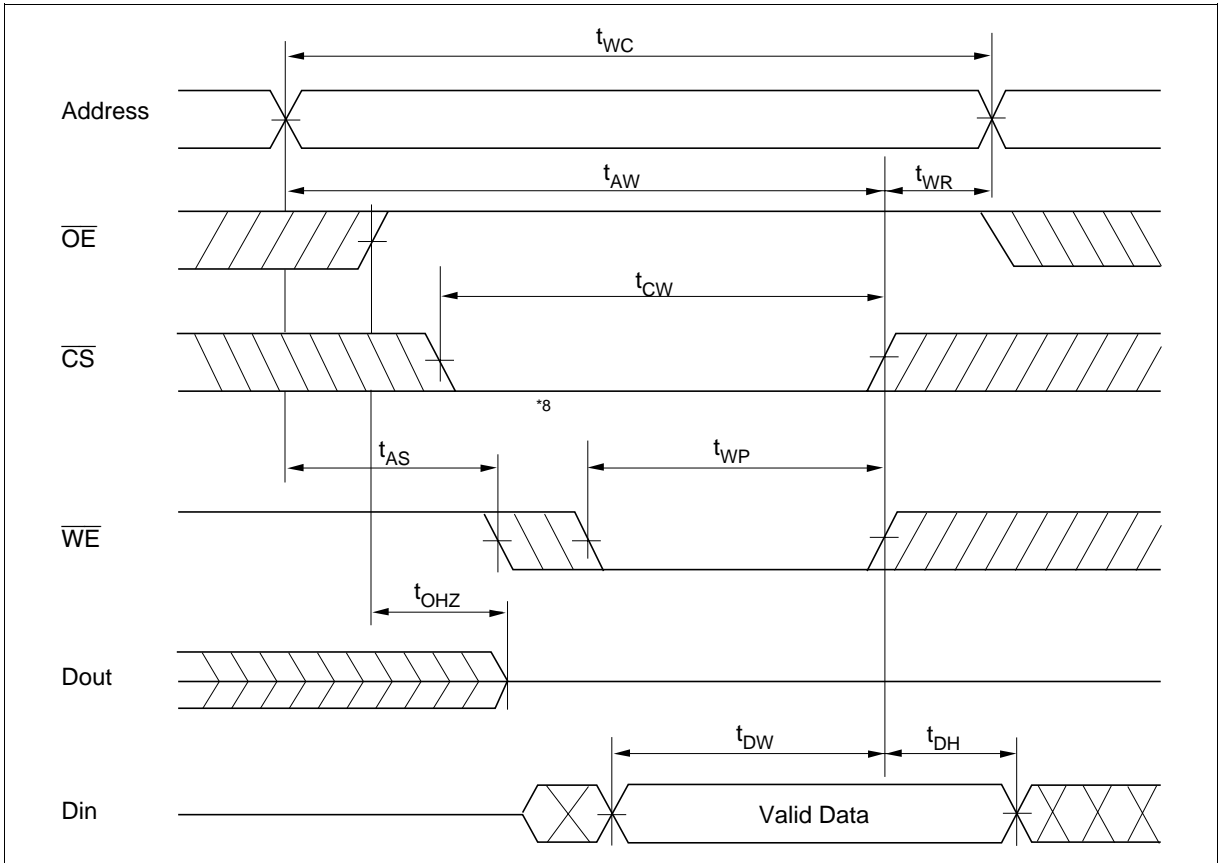 tWC
Address
tAW
tWR
OE
tCW
CS
*8
tAS
tWP
WE
tOHZ
Dout
tDW
tDH
Din
Valid Data